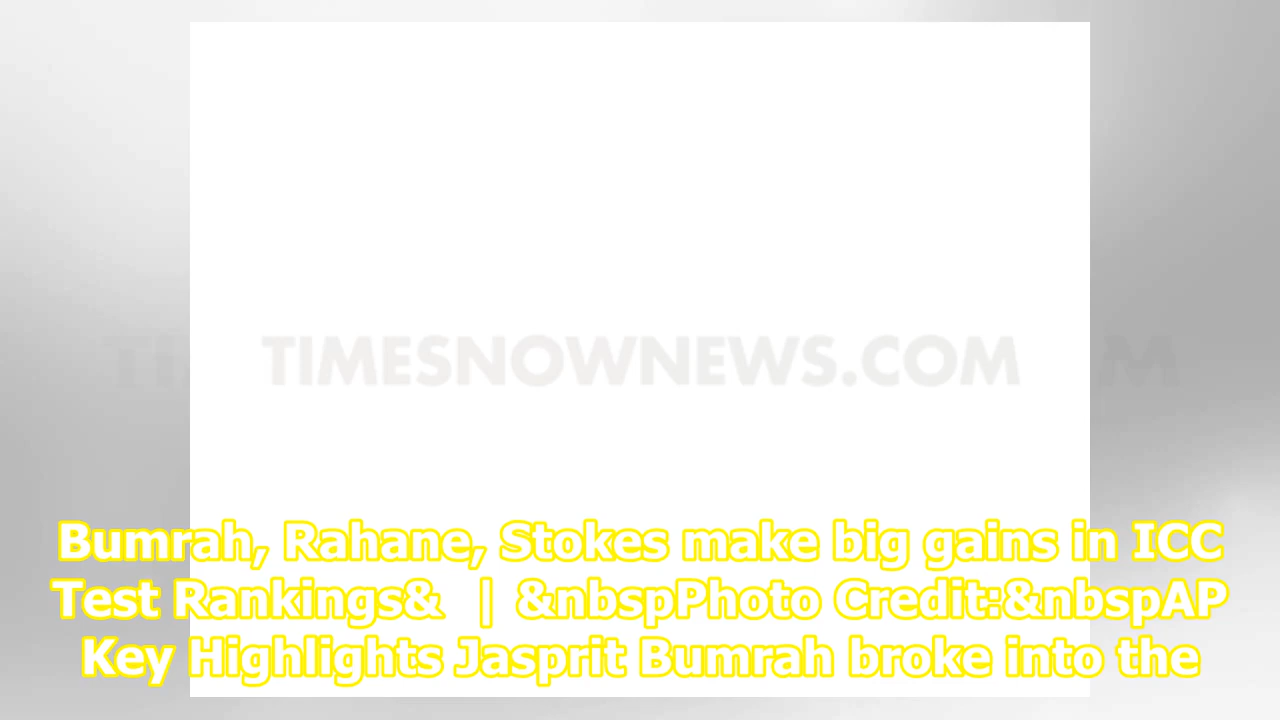 TIMESNOWNEWS.COM
Bumrah, Rahane, Stokes make big gains in ICC
Test Rankings& | &nbspPhoto Credit:&nbspAP
Key Highlights Jasprit Bumrah broke into the